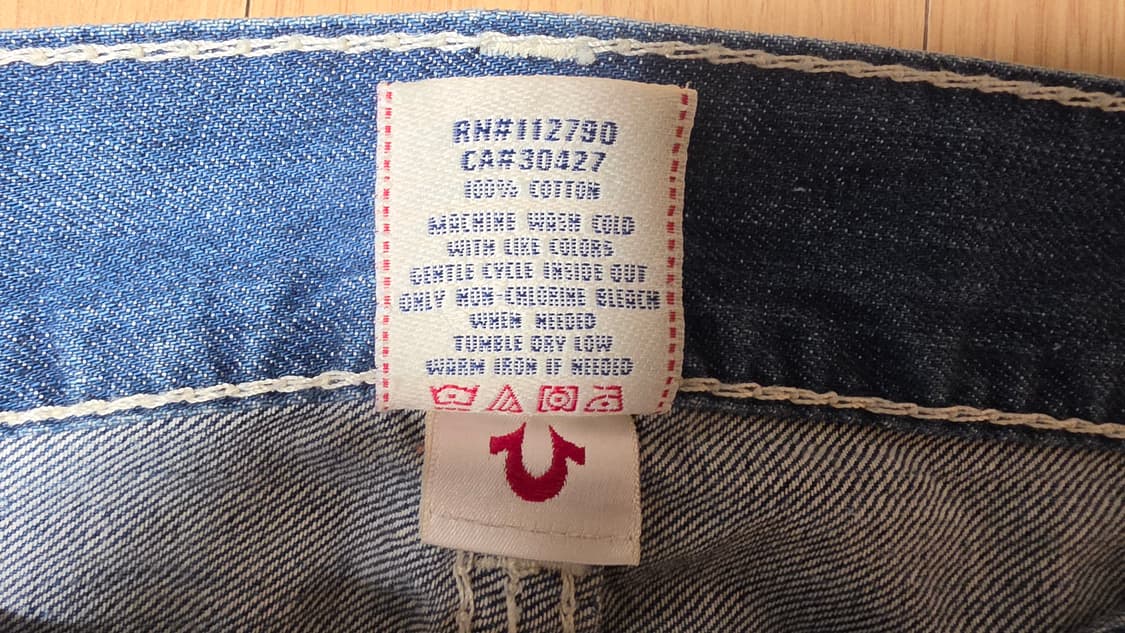 RN#112790
CA#30427
100% COTTON
MACHINE WASH COLD
WITH LIKE COLORS
GENTLE CYCLE INSIDE OUT
ONLY NON-CHLORINE BLEACH
WHEN NEEDED
TUMBLE DRY LOW
WARM IRON IF NEEDED